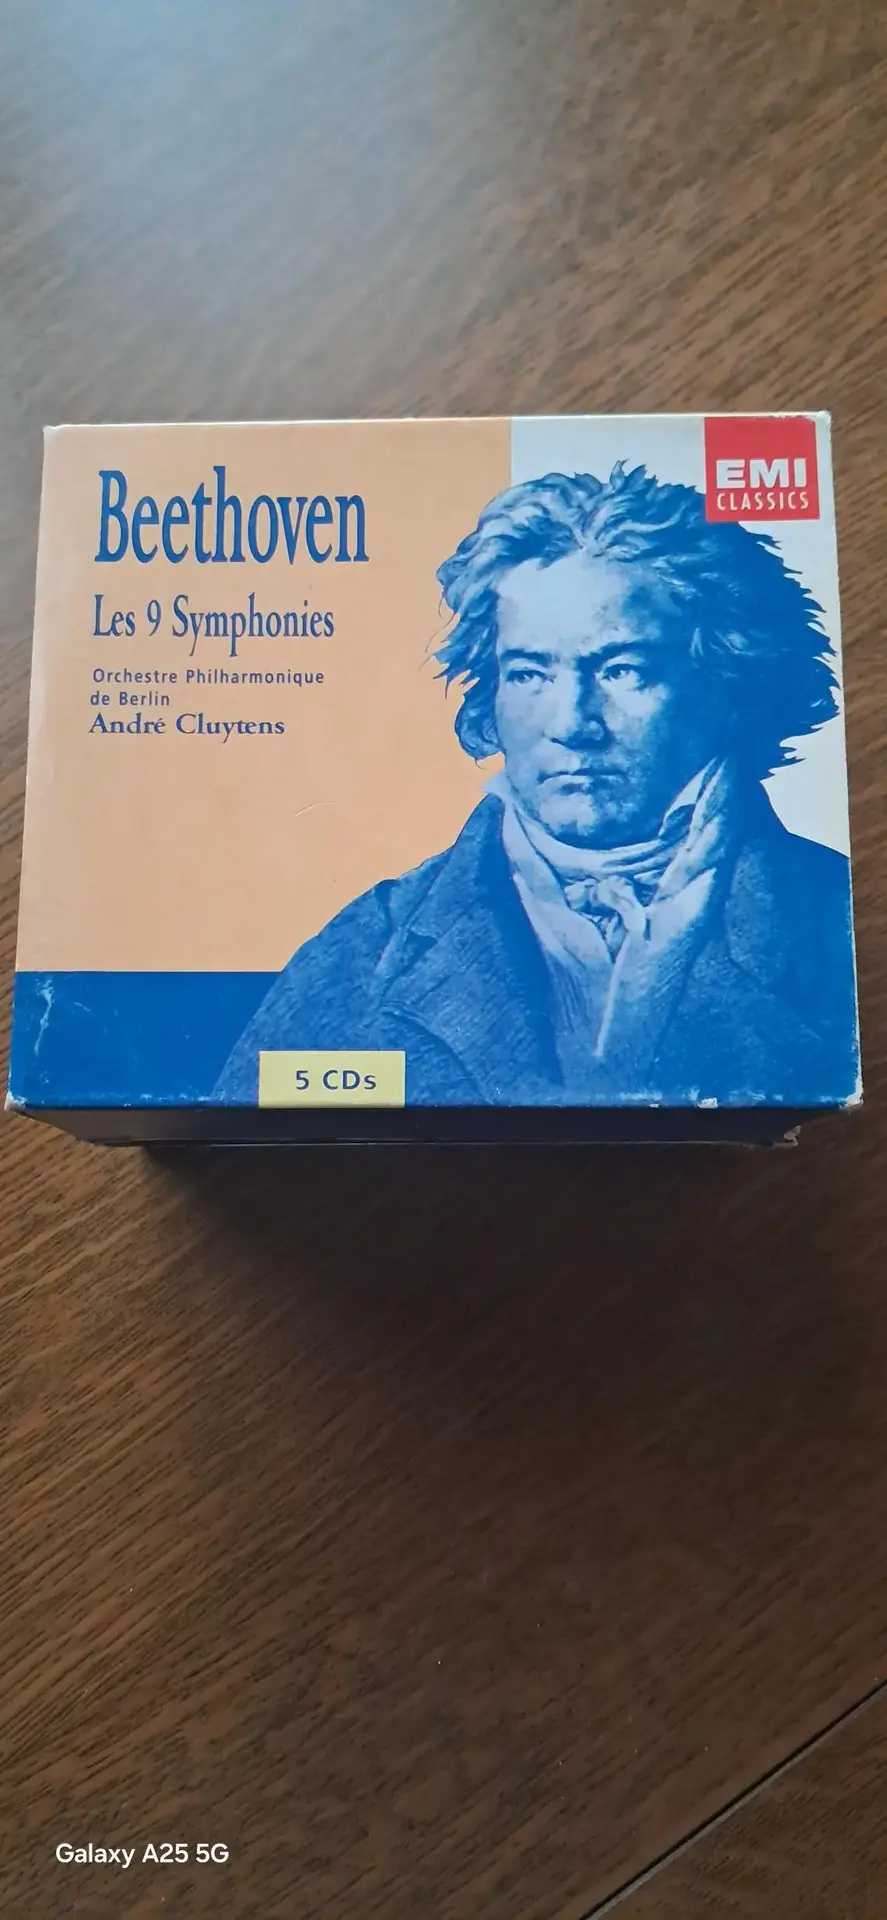 EMI
CLASSICS
Beethoven
Les 9 Symphonies
Orchestre Philharmonique
de Berlin
André Cluytens
5 CDs
Galaxy A25 5G